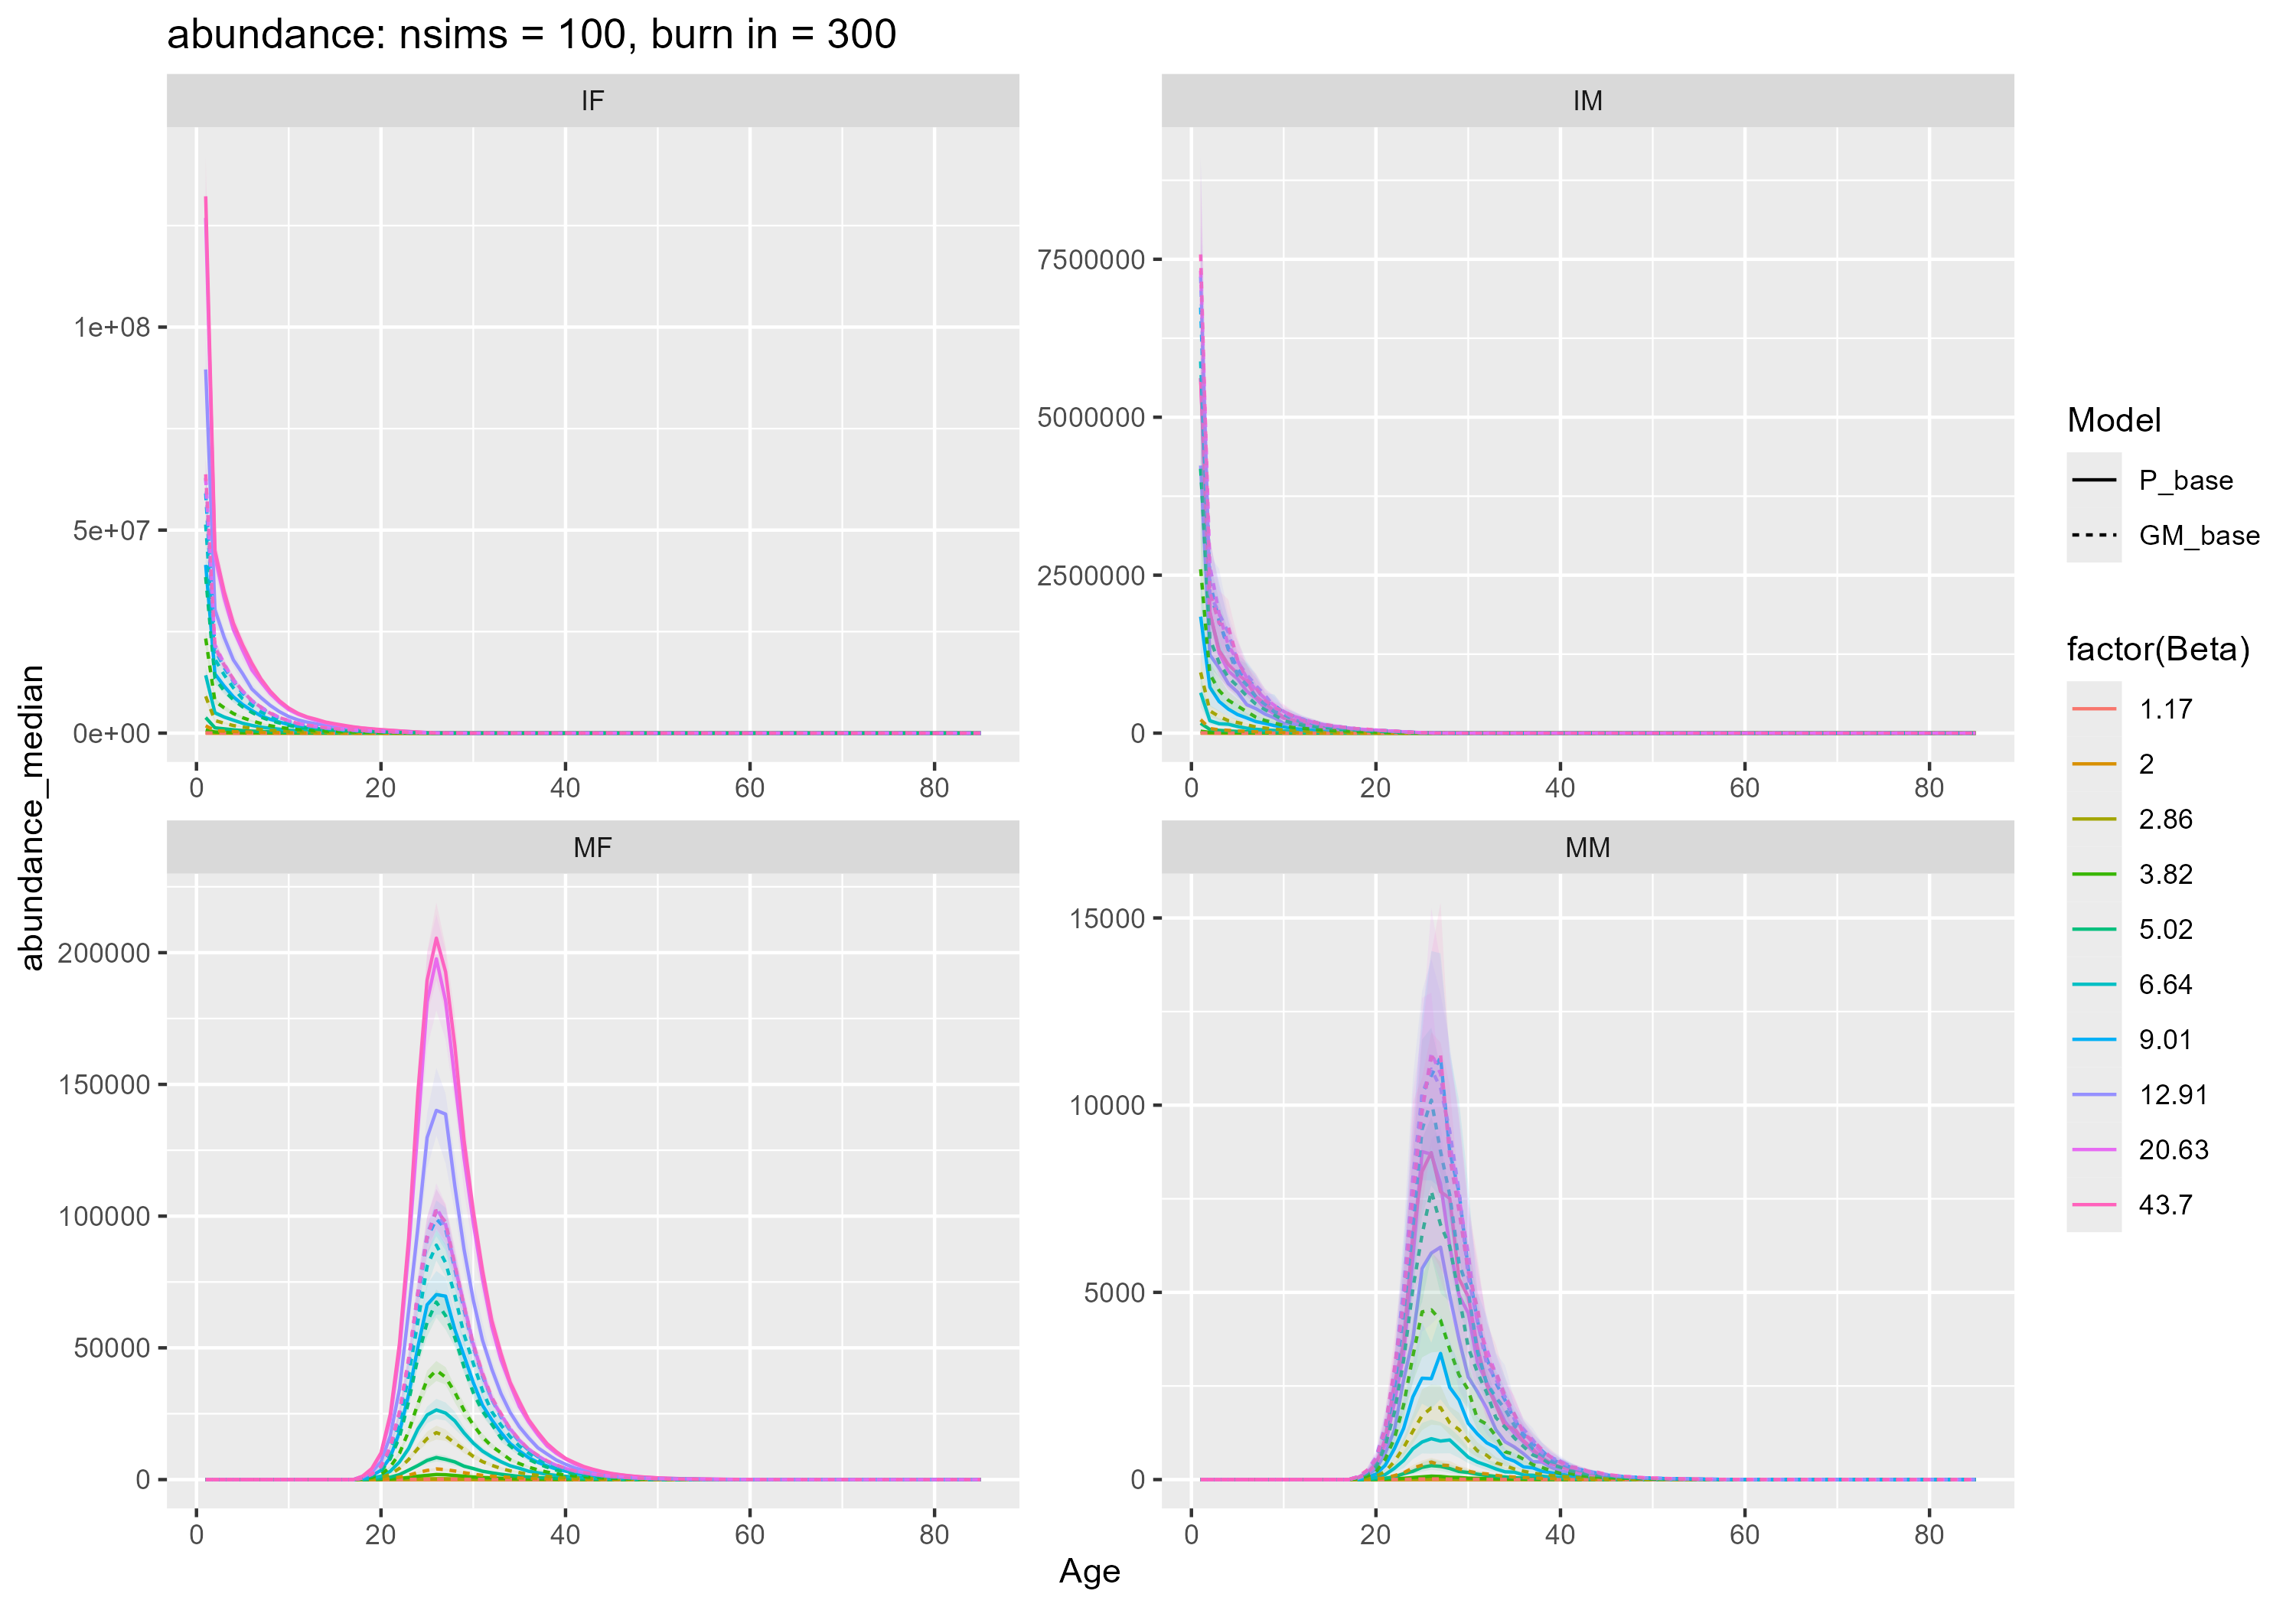 abundance: nsims = 100, burn in = 300
IF
IM
1e+08
5e+07
0e+00
7500000
5000000
2500000
0
0 20 40 60 80
0 20 40 60 80
MF
MM
200000
150000
100000
50000
0
15000
10000
5000
0
0 20 40 60 80
0 20 40 60 80
Age
abundance_median
Model
P_base
GM_base
factor(Beta)
1.17
2
2.86
3.82
5.02
6.64
9.01
12.91
20.63
43.7